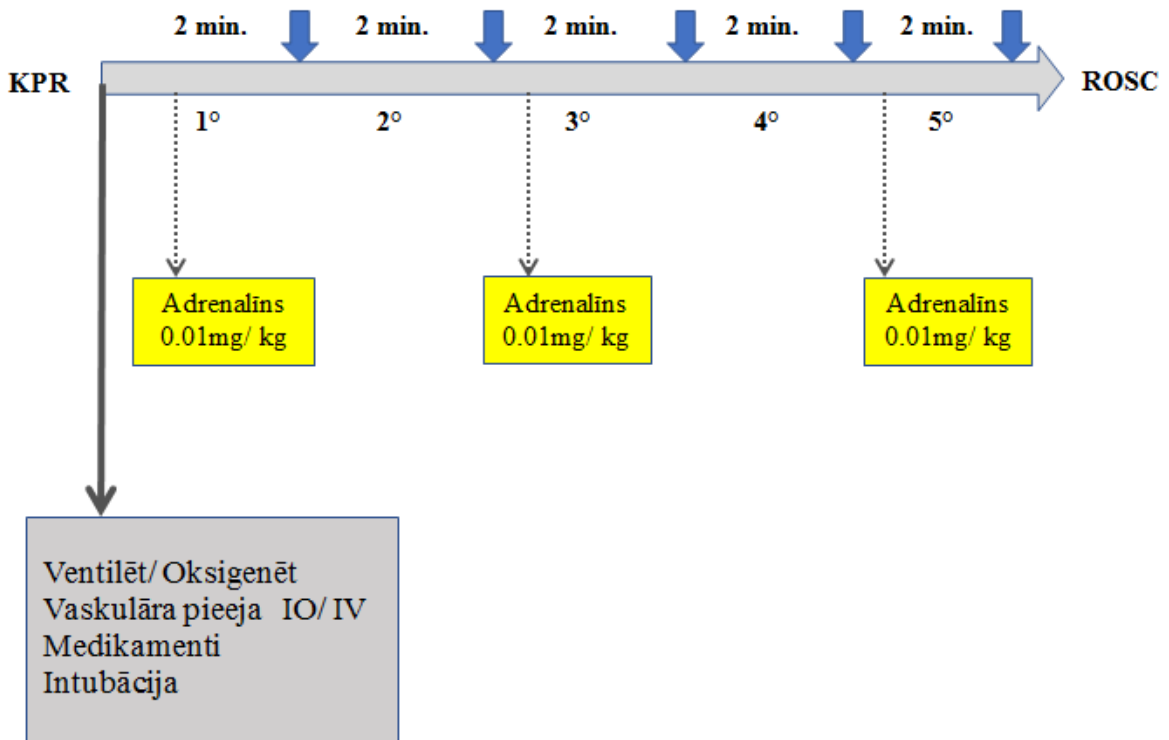 2 min.
2 min.
2 min.
2 min.
2 min.
KPR
ROSC
1°
2°
3°
4°
5°
Adrenalīns
0.01mg/ kg
Adrenalīns
0.01mg/ kg
Adrenalīns
0.01mg/ kg
Ventilēt/ Oksigenēt
Vaskulāra pieeja IO/ IV
Medikamenti
Intubācija